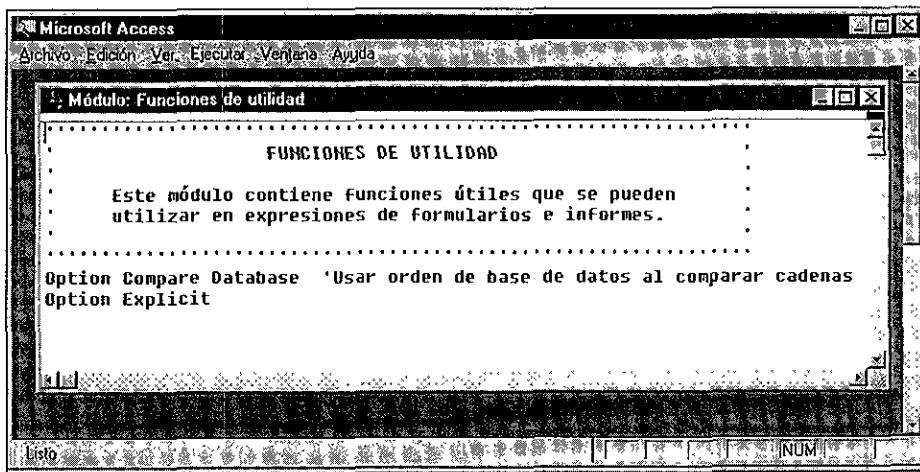 Microsoft Access
Archivo Edición Ver Ejecutar Ventana Ayuda
Módulo: Funciones de utilidad
FUNCIONES DE UTILIDAD
Este módulo contiene funciones útiles que se pueden
utilizar en expresiones de formularios e informes.
Option Compare Database 'Usar orden de base de datos al comparar cadenas
Option Explicit
Listo NUM